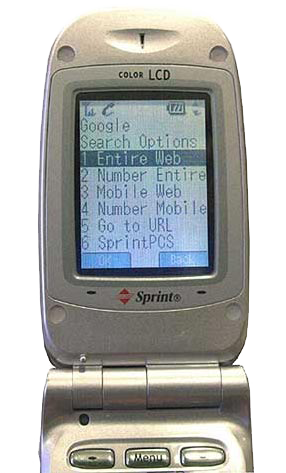 COLOR LCD
Google
Search Options
1 Entire Web
2 Number Entire
3 Mobile Web
4 Number Mobile
5 Go to URL
6 SprintPCS
OK Back
Sprint®
Menu